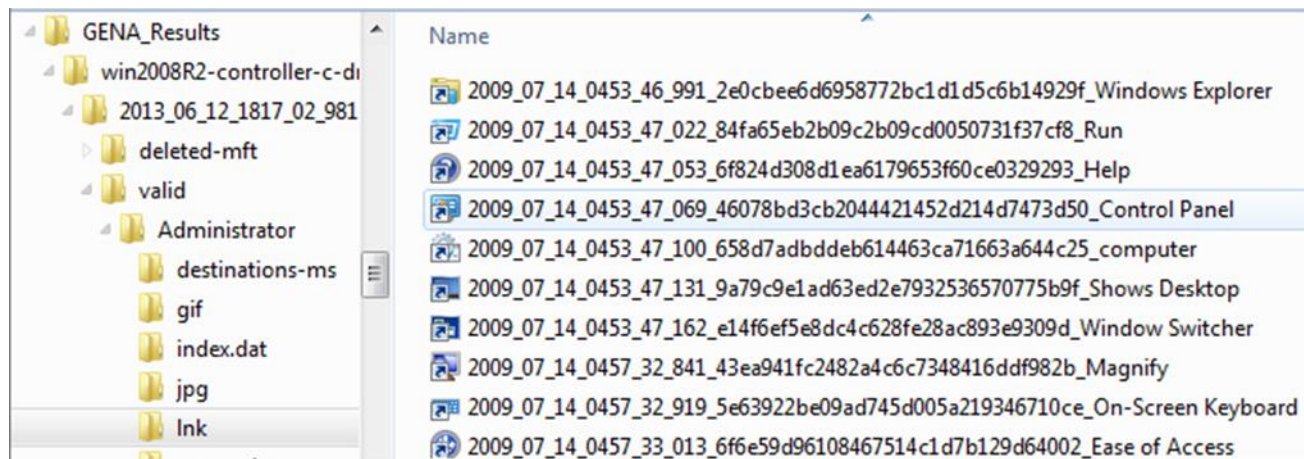 GENA_Results
win2008R2-controller-c-di
2013_06_12_1817_02_981
deleted-mft
valid
Administrator
destinations-ms
gif
index.dat
jpg
lnk
Name
2009_07_14_0453_46_991_2e0cbee6d6958772bc1d1d5c6b14929f_Windows Explorer
2009_07_14_0453_47_022_84fa65eb2b09c2b09cd0050731f37cf8_Run
2009_07_14_0453_47_053_6f824d308d1ea6179653f60ce0329293_Help
2009_07_14_0453_47_069_46078bd3cb2044421452d214d7473d50_Control Panel
2009_07_14_0453_47_100_658d7adbddeb614463ca71663a644c25_computer
2009_07_14_0453_47_131_9a79c9e1ad63ed2e7932536570775b9f_Shows Desktop
2009_07_14_0453_47_162_e14f6ef5e8dc4c628fe28ac893e9309d_Window Switcher
2009_07_14_0457_32_841_43ea941fc2482a4c6c7348416ddf982b_Magnify
2009_07_14_0457_32_919_5e63922be09ad745d005a219346710ce_On-Screen Keyboard
2009_07_14_0457_33_013_6f6e59d96108467514c1d7b129d64002_Ease of Access